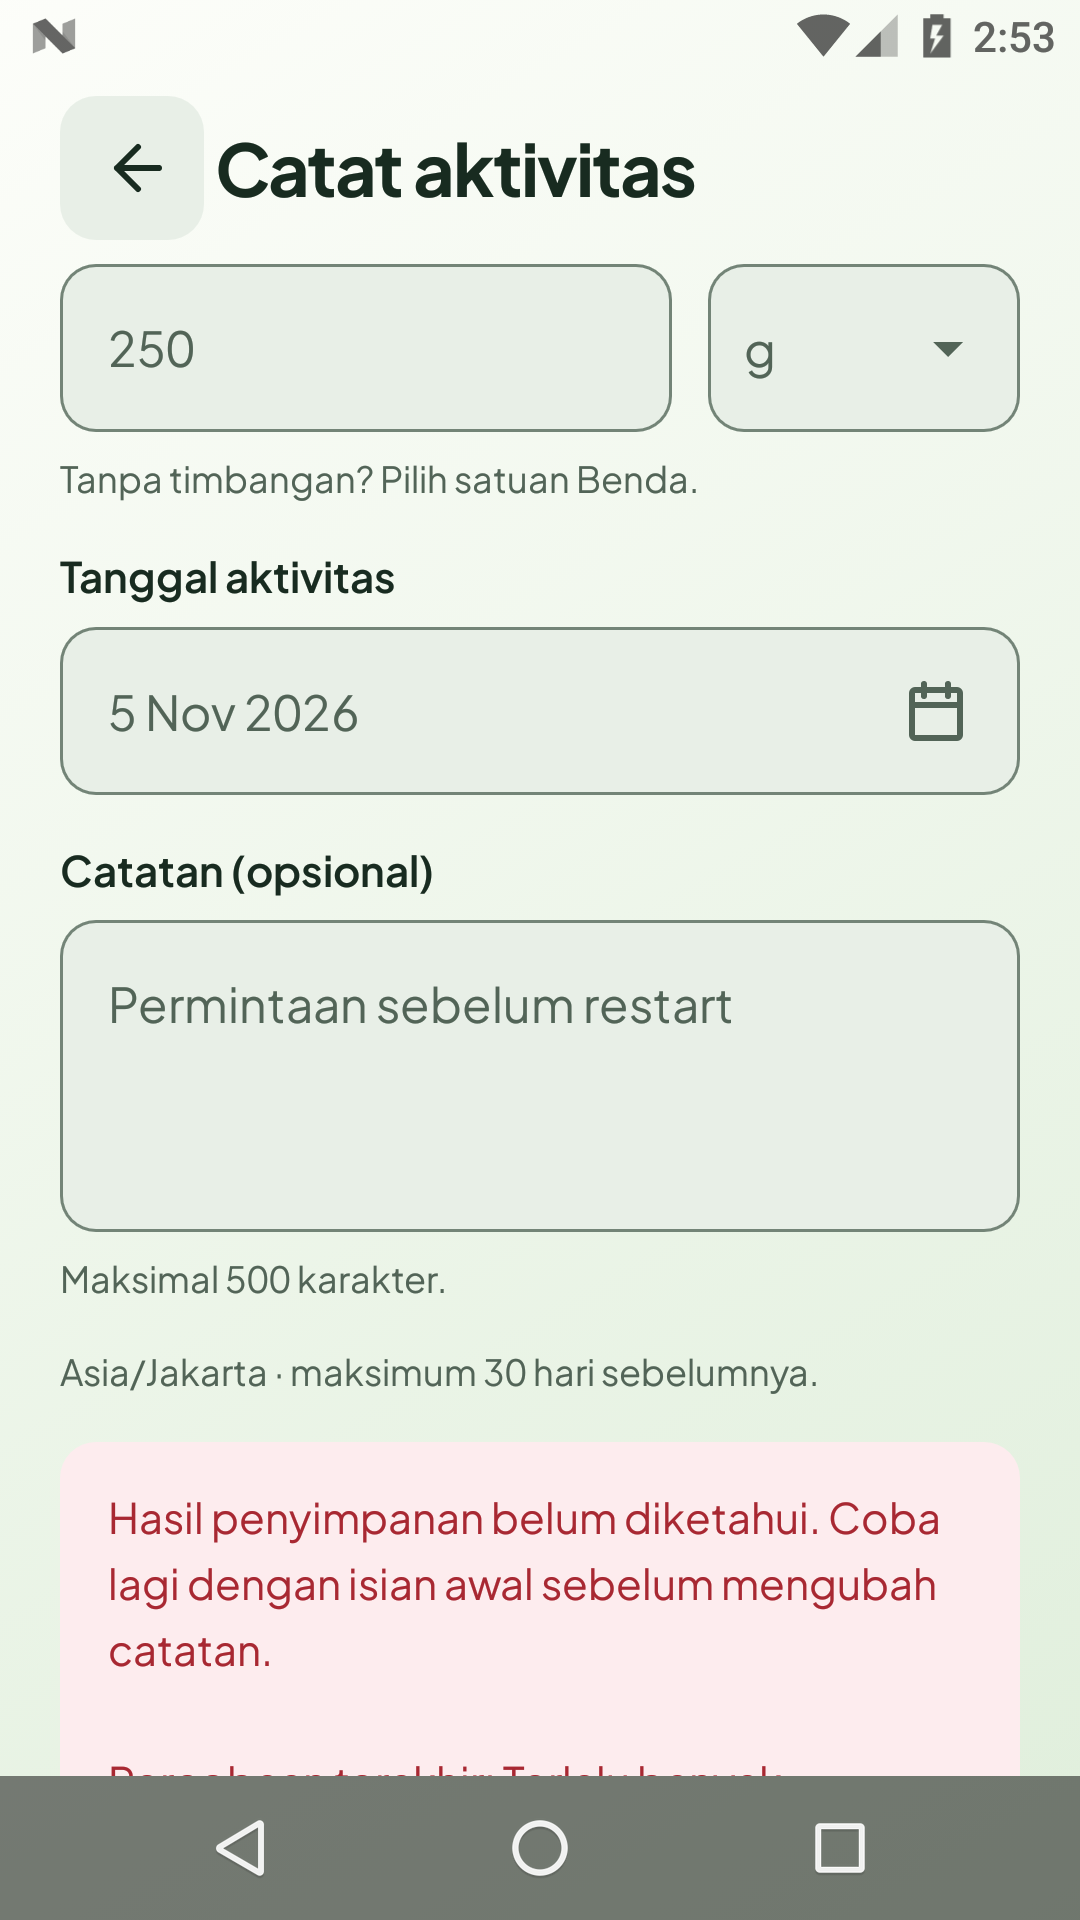 2:53
Catat aktivitas
250
g
Tanpa timbangan? Pilih satuan Benda.
Tanggal aktivitas
5 Nov 2026
Catatan (opsional)
Permintaan sebelum restart
Maksimal 500 karakter.
Asia/Jakarta · maksimum 30 hari sebelumnya.
Hasil penyimpanan belum diketahui. Coba
lagi dengan isian awal sebelum mengubah
catatan.